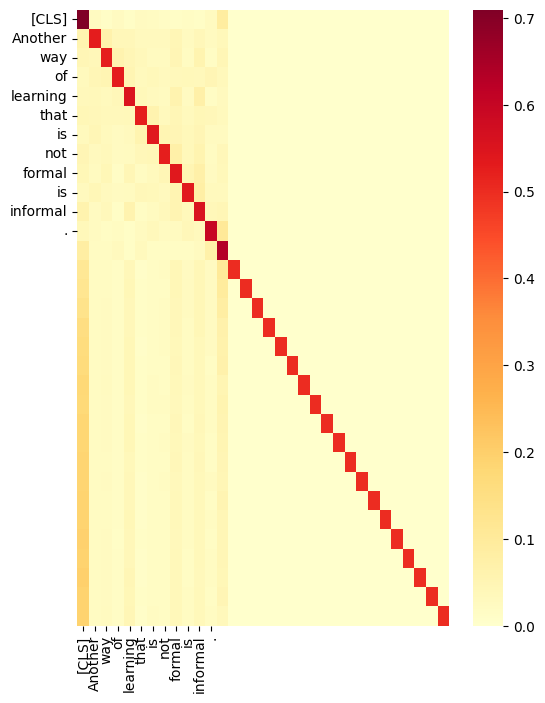 [CLS]
Another
way
of
learning
that
is
not
formal
is
informal
.
[CLS]
Another
way
of
learning
that
is
not
formal
is
informal
.
0.7
0.6
0.5
0.4
0.3
0.2
0.1
0.0